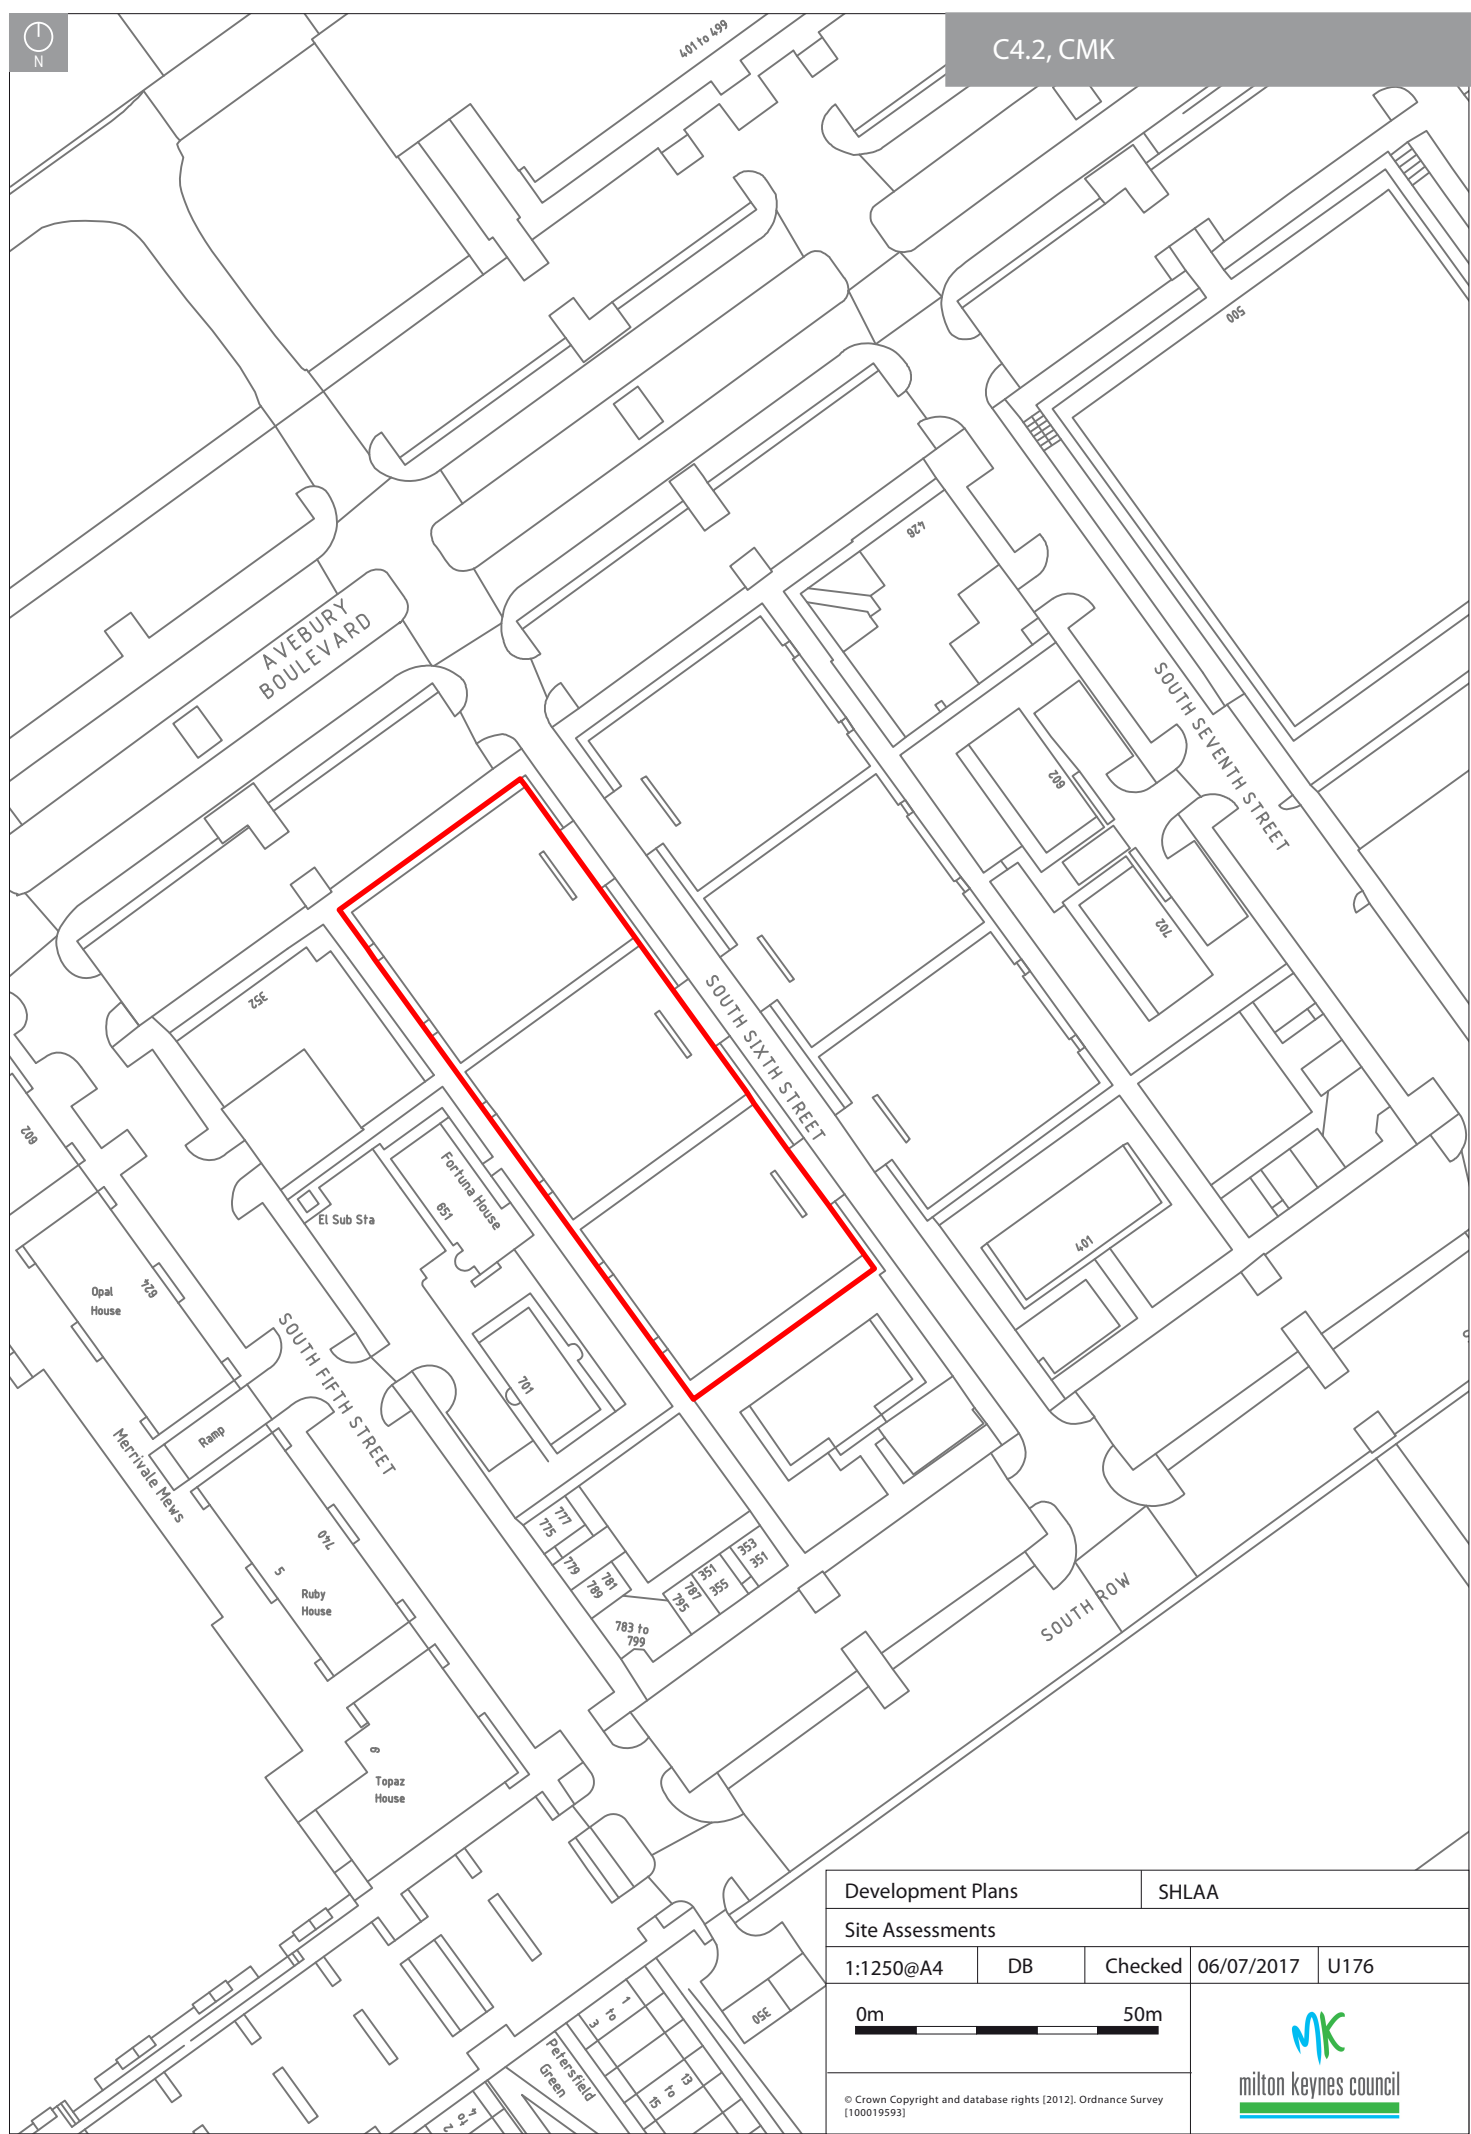 N
C4.2, CMK
401 to 499
500
428
AVEBURY
BOULEVARD
SOUTH SEVENTH STREET
602
702
352
SOUTH SIXTH STREET
602
Fortuna House
651
El Sub Sta
401
Opal
House
624
SOUTH FIFTH STREET
701
Ramp
Merrivale Mews
740
5
Ruby
House
777
775
779
781
789
353
351
351
355
787
795
783 to
799
SOUTH ROW
6
Topaz
House
350
1
to
3
Petersfield
Green
13
to
15
4
to
2
Development Plans
SHLAA
Site Assessments
1:1250@A4
DB
Checked
06/07/2017
U176
0m
50m
© Crown Copyright and database rights [2012]. Ordnance Survey
[100019593]
MK
milton keynes council